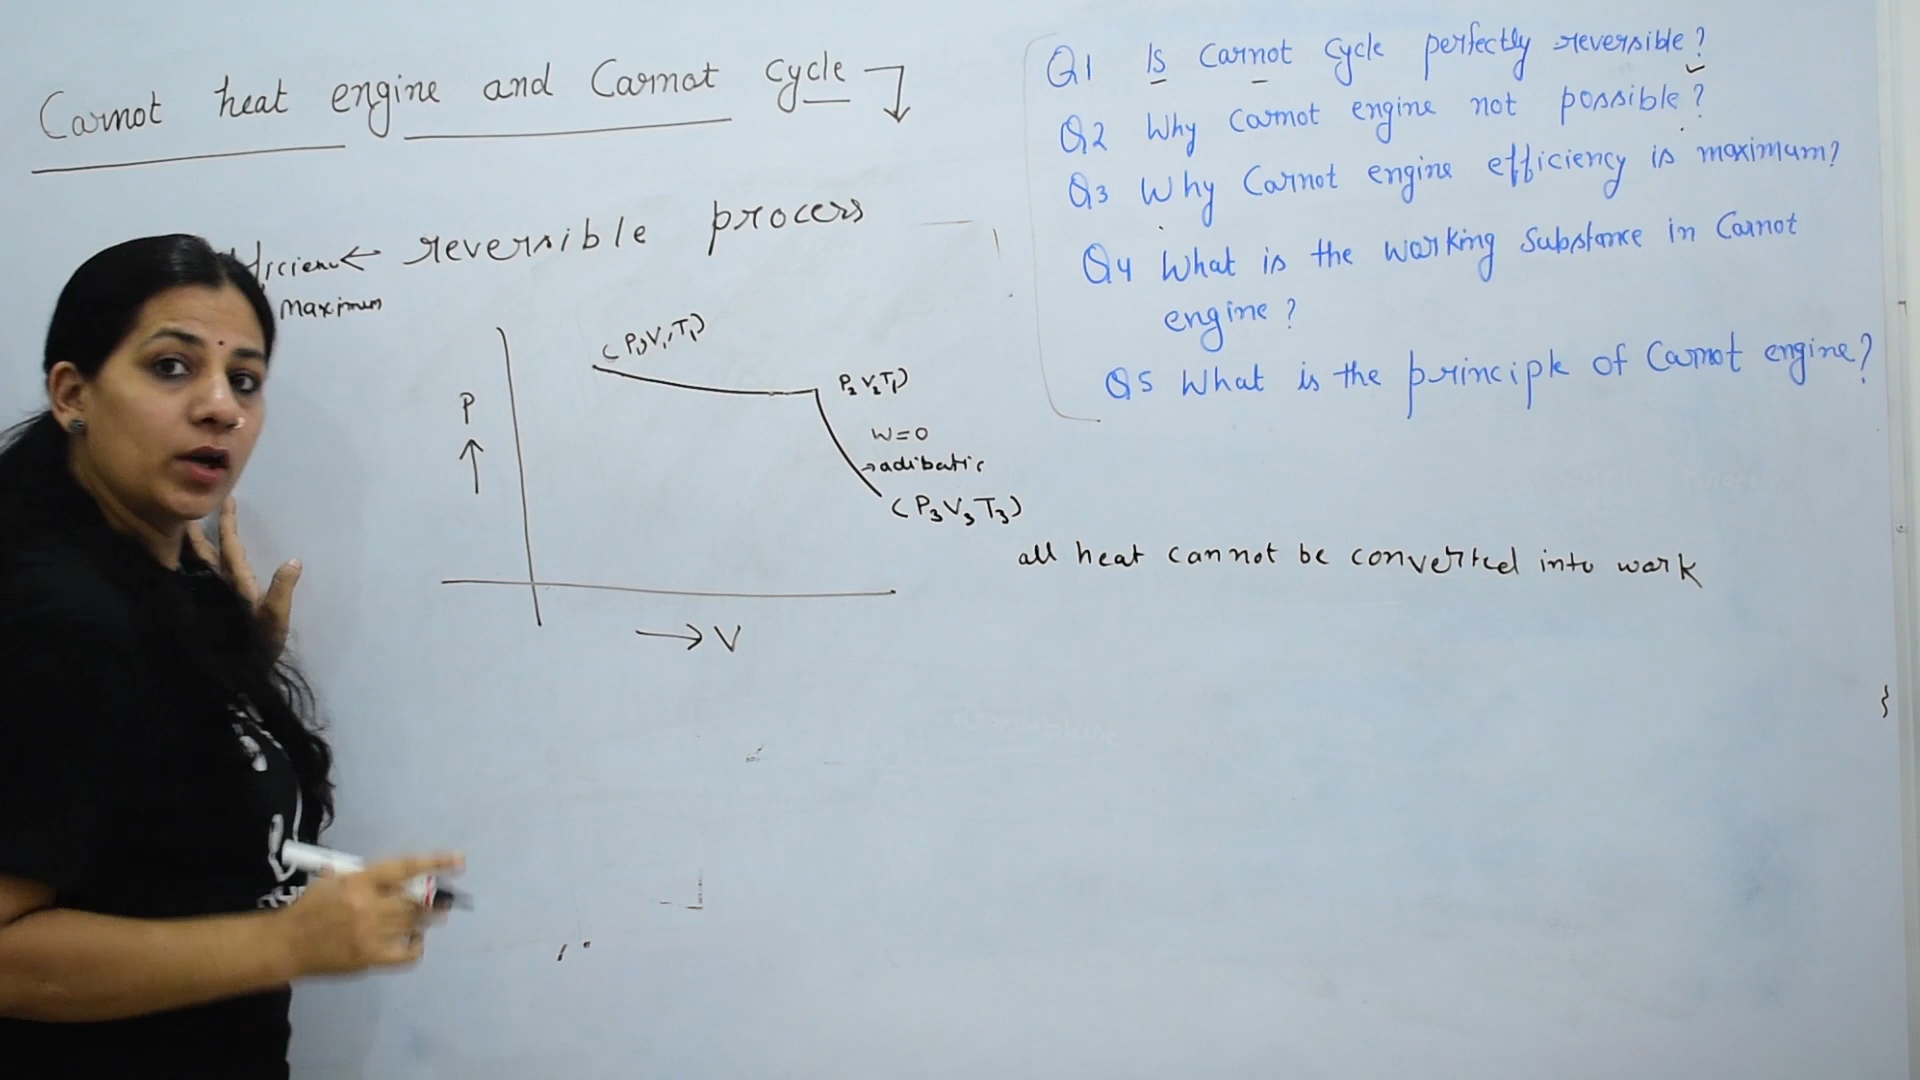 Carnot heat engine and Carnot cycle
reversible process
Maximum
(P1V1T1)
P2V2T1)
W=0
→adibatic
(P3V3T3)
P
→ V
Q1 Is Carnot cycle perfectly reversible?
Q2 Why Carnot engine not possible?
Q3 Why Carnot engine efficiency is maximum?
Q4 What is the working substance in Carnot
engine?
Q5 What is the principle of Carnot engine?
all heat cannot be converted into work